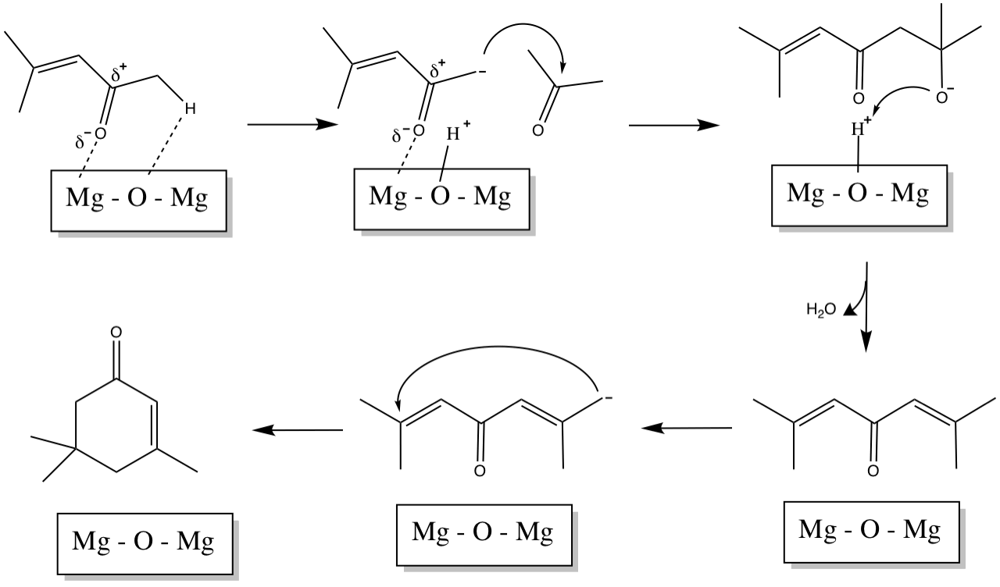 δ+
H
δ- O
Mg - O - Mg
δ+
-
δ- O
H+
O
Mg - O - Mg
O
O-
H+
Mg - O - Mg
H₂O
O
Mg - O - Mg
-
O
Mg - O - Mg
O
Mg - O - Mg